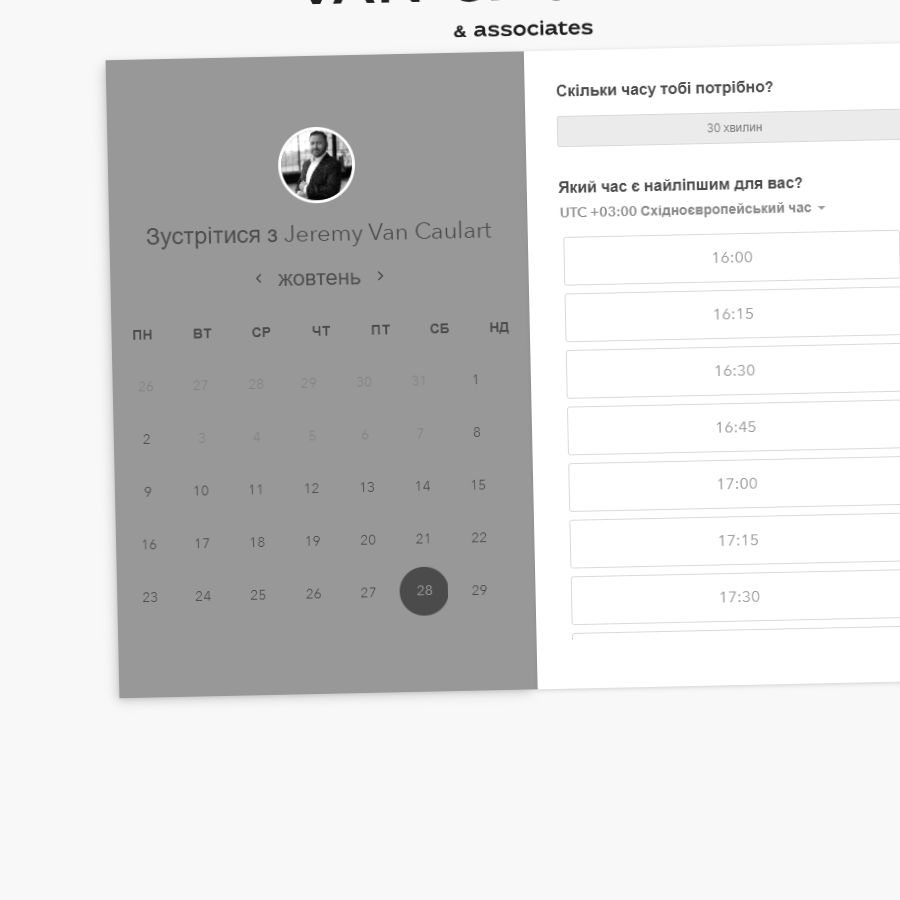 & associates
Зустрітися з Jeremy Van Caulart
жовтень
ПН ВТ СР ЧТ ПТ СБ НД
26 27 28 29 30 31 1
2 3 4 5 6 7 8
9 10 11 12 13 14 15
16 17 18 19 20 21 22
23 24 25 26 27 28 29
Скільки часу тобі потрібно?
30 хвилин
Який час є найліпшим для вас?
UTC +03:00 Східноєвропейський час
16:00
16:15
16:30
16:45
17:00
17:15
17:30